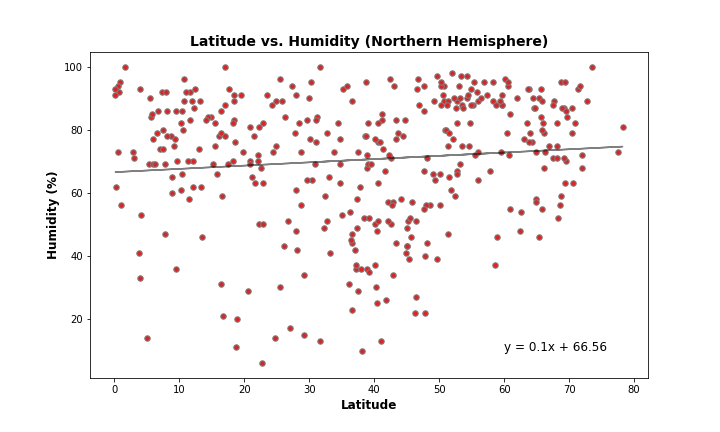 Latitude vs. Humidity (Northern Hemisphere)
100
80
60
40
20
Humidity (%)
y = 0.1x + 66.56
0 10 20 30 40 50 60 70 80
Latitude